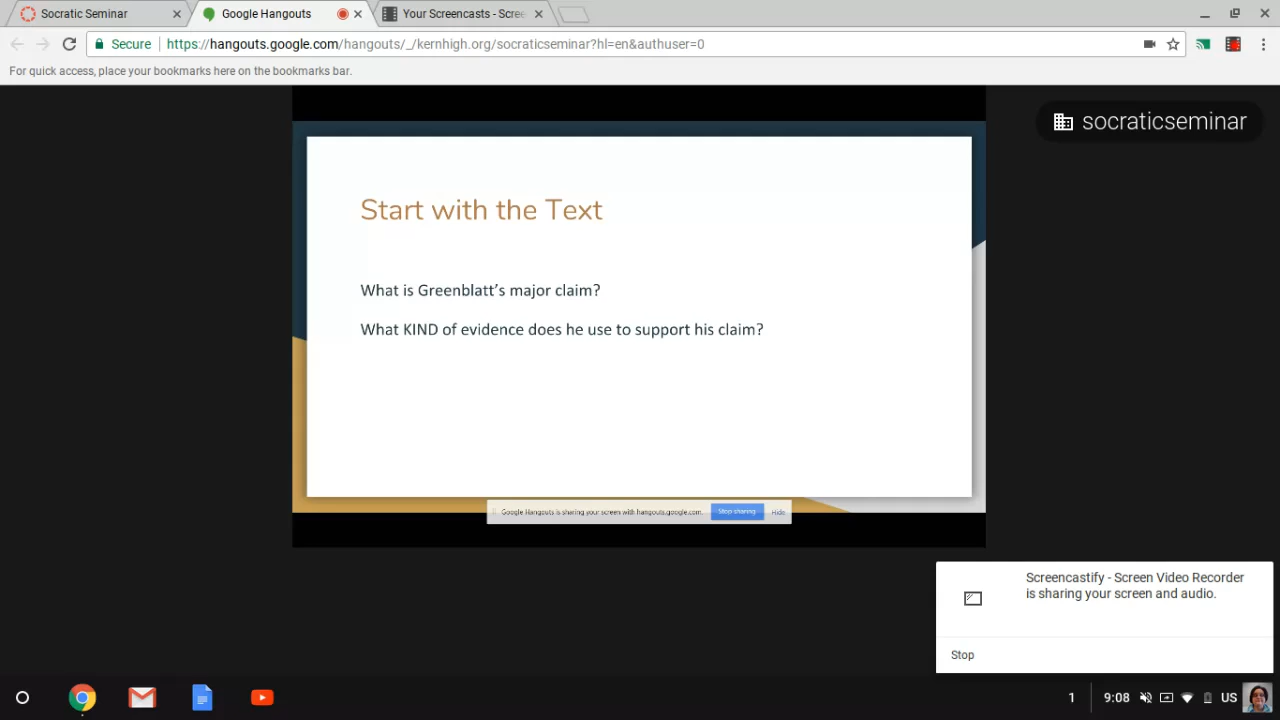 Socratic Seminar
Google Hangouts
Your Screencasts - Scree
Secure
https://hangouts.google.com/hangouts/_/kernhigh.org/socraticseminar?hl=en&authuser=0
For quick access, place your bookmarks here on the bookmarks bar.
socraticseminar
Start with the Text
What is Greenblatt's major claim?
What KIND of evidence does he use to support his claim?
Google Hangouts is sharing your screen with hangouts.google.com.
Stop sharing
Hide
Screencastify - Screen Video Recorder
is sharing your screen and audio.
Stop
1
9:08
US